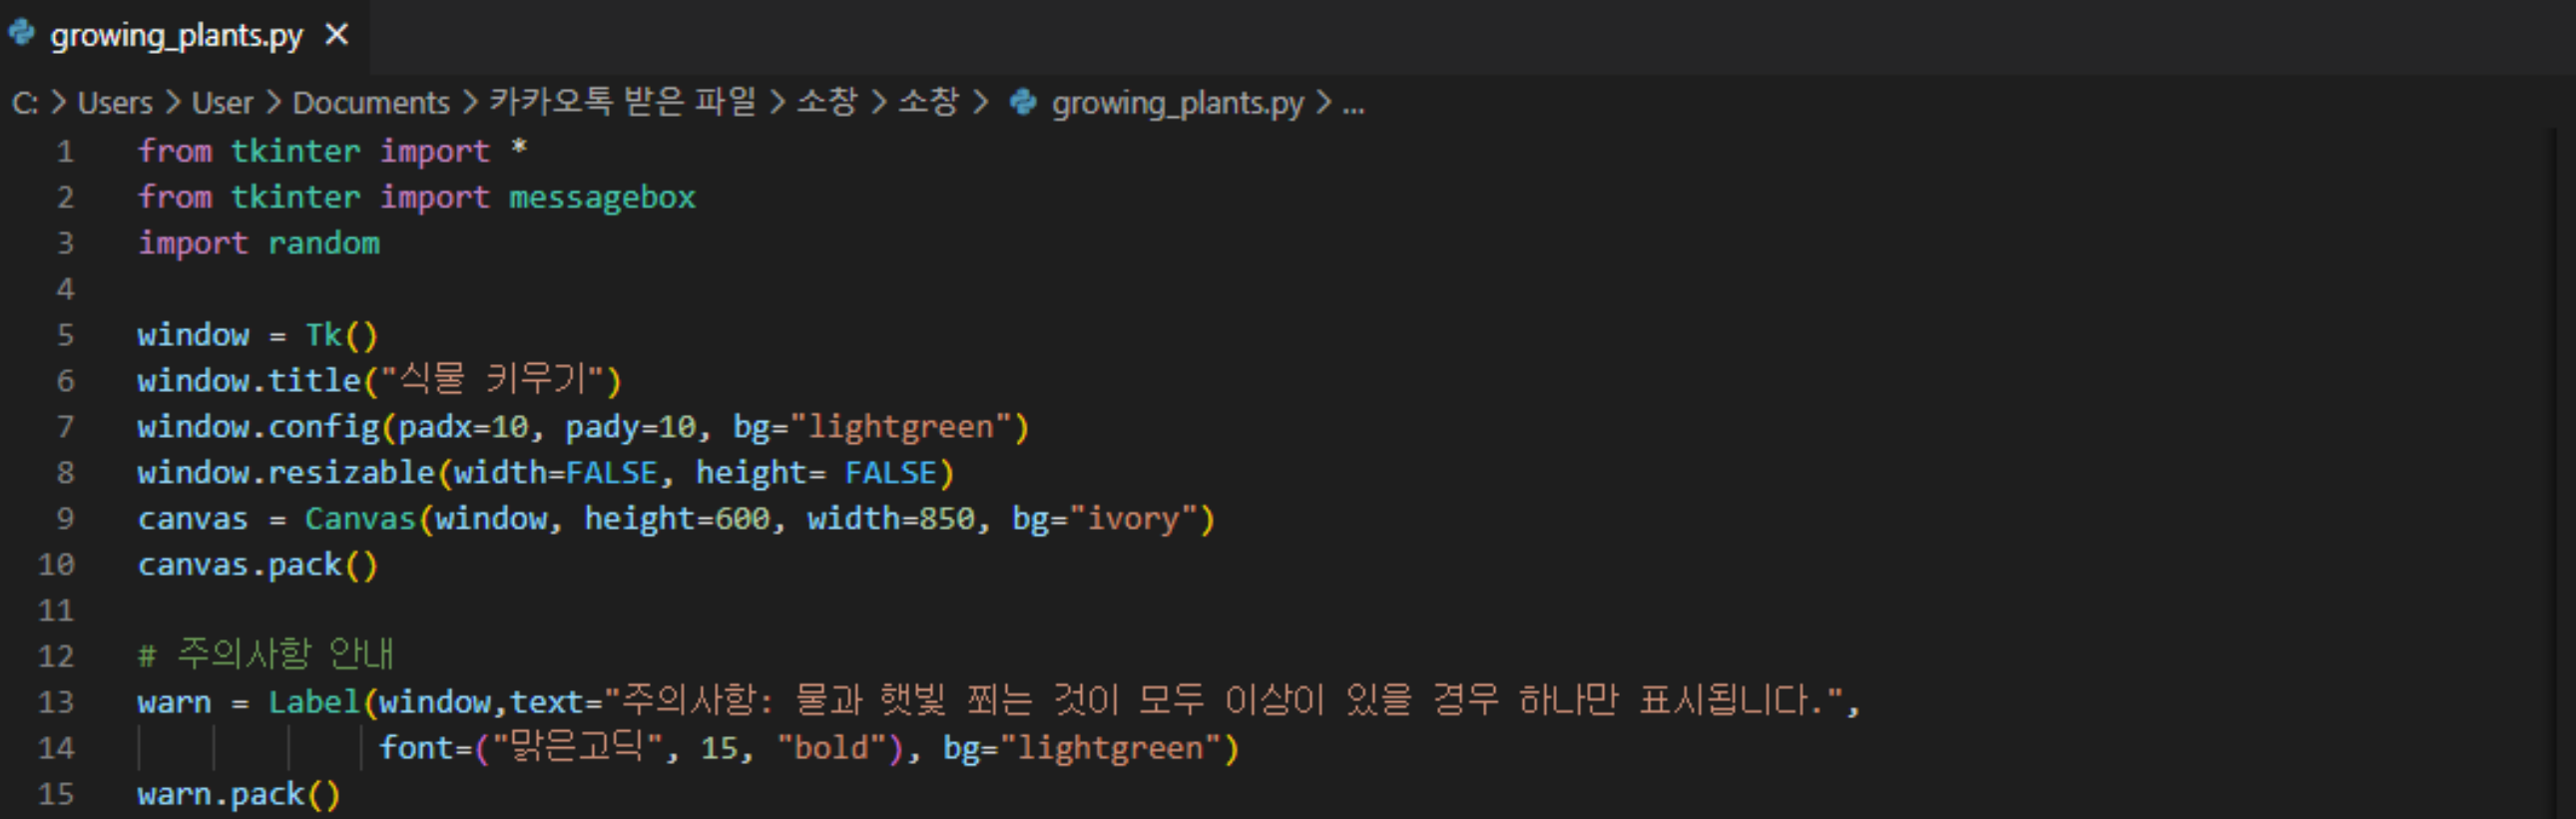 growing_plants.py ×
C: > Users > User > Documents > 카카오톡 받은 파일 > 소창 > 소창 > growing_plants.py > ...
1 from tkinter import *
2 from tkinter import messagebox
3 import random
4
5 window = Tk()
6 window.title("식물 키우기")
7 window.config(padx=10, pady=10, bg="lightgreen")
8 window.resizable(width=FALSE, height= FALSE)
9 canvas = Canvas(window, height=600, width=850, bg="ivory")
10 canvas.pack()
11
12 # 주의사항 안내
13 warn = Label(window,text="주의사항: 물과 햇빛 쬐는 것이 모두 이상이 있을 경우 하나만 표시됩니다.",
14 font=("맑은고딕", 15, "bold"), bg="lightgreen")
15 warn.pack()